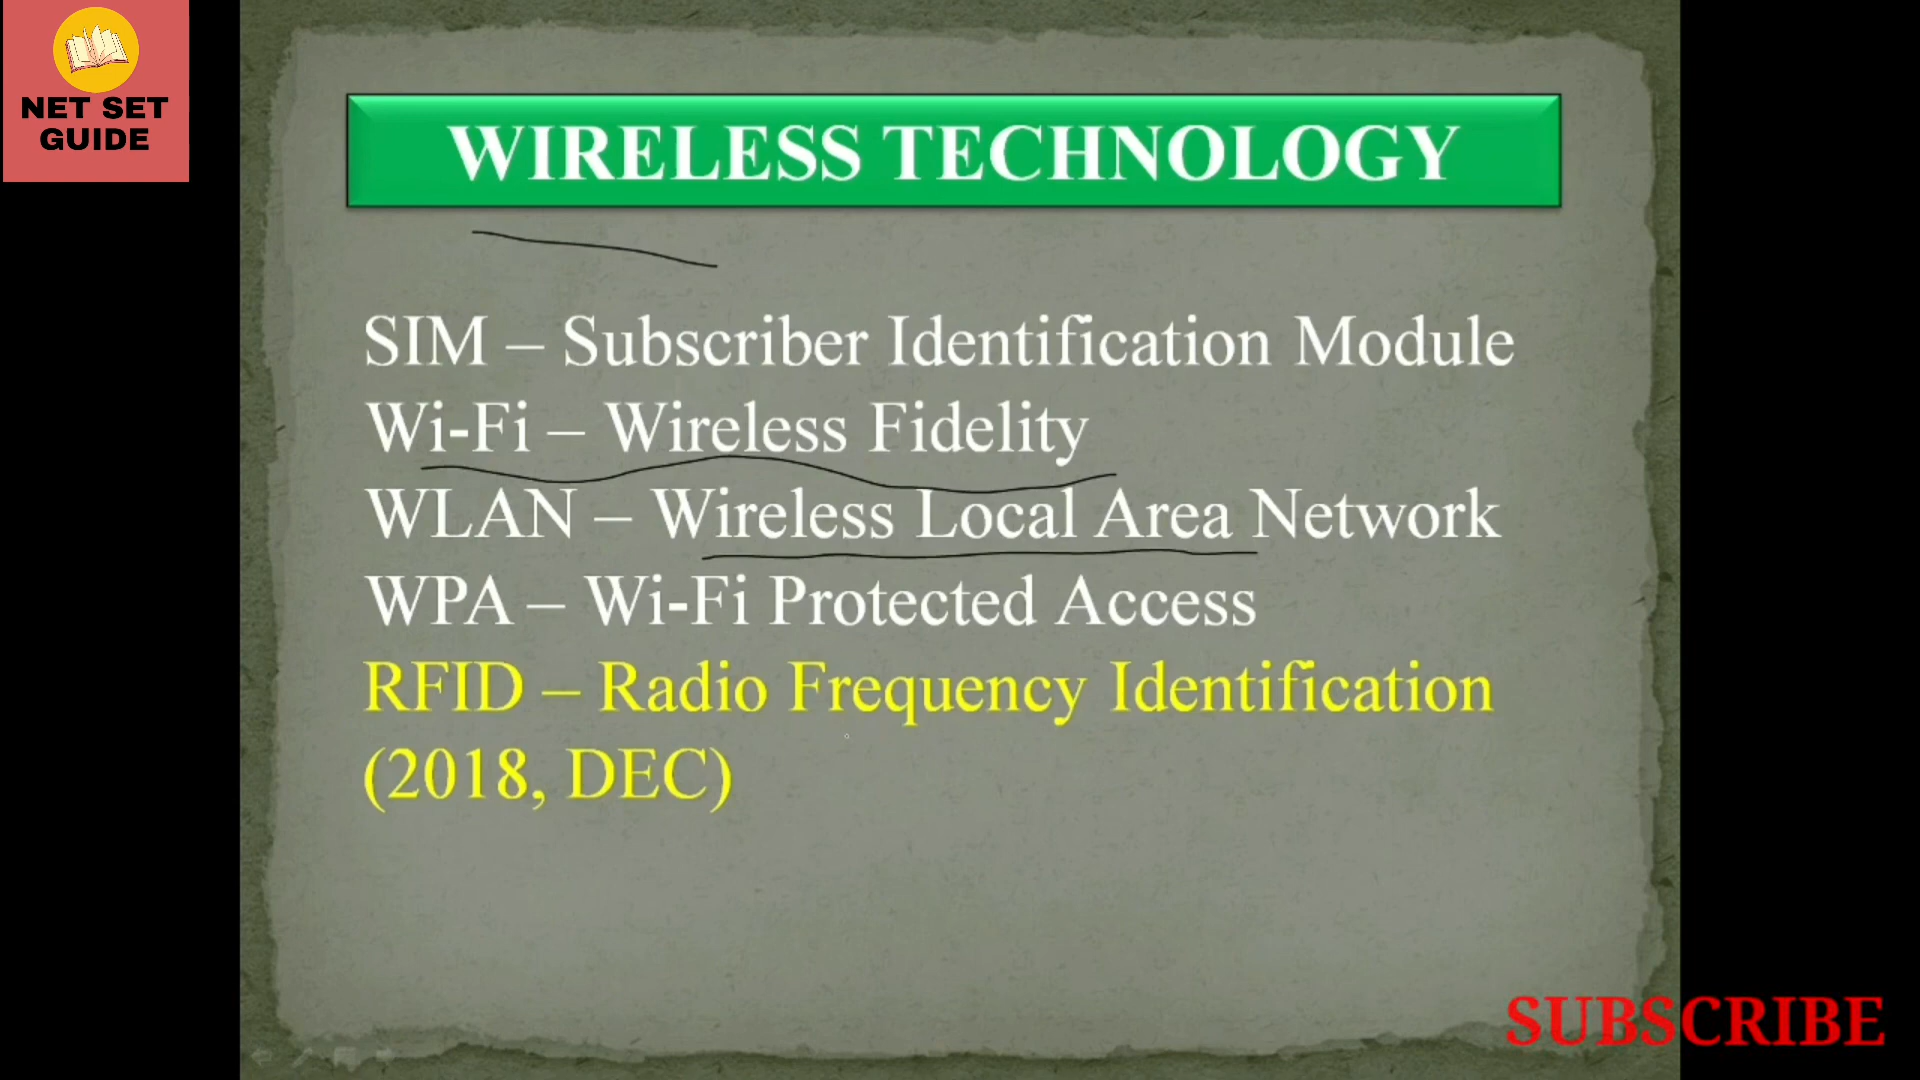 NET SET
GUIDE
WIRELESS TECHNOLOGY
SIM – Subscriber Identification Module
Wi-Fi – Wireless Fidelity
WLAN – Wireless Local Area Network
WPA – Wi-Fi Protected Access
RFID – Radio Frequency Identification
(2018, DEC)
SUBSCRIBE